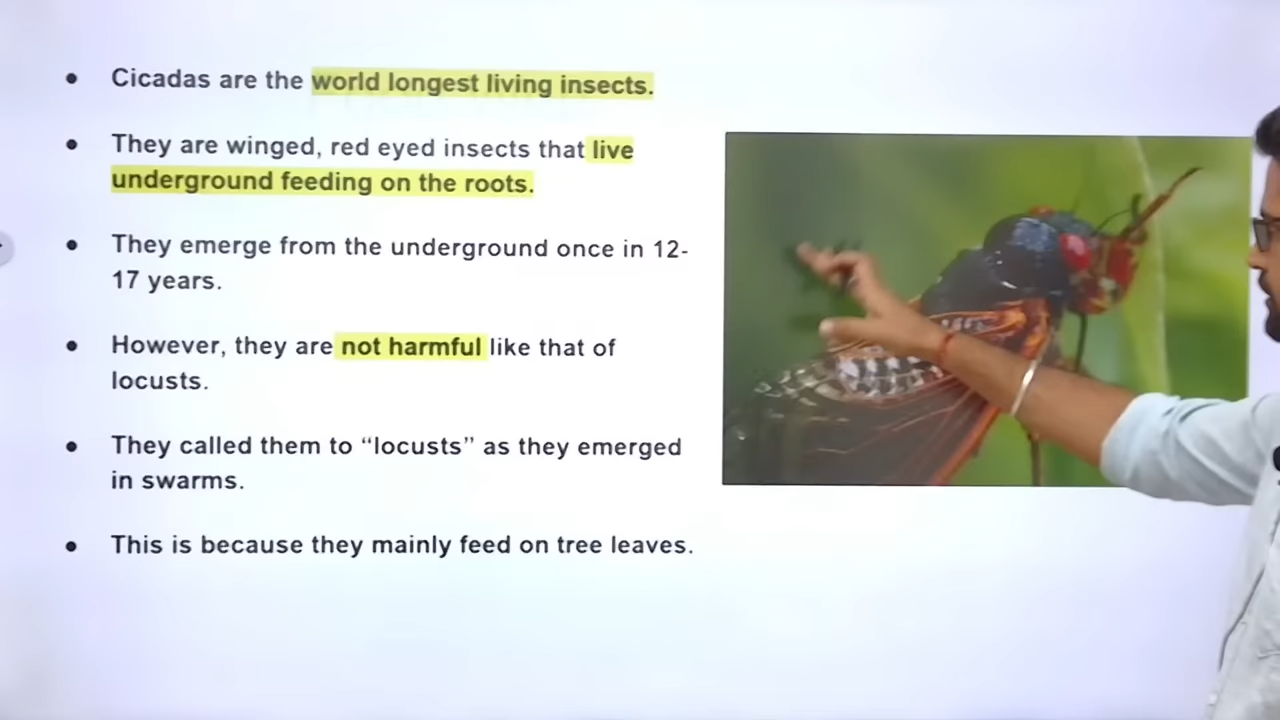 • Cicadas are the world longest living insects.
• They are winged, red eyed insects that live
underground feeding on the roots.
• They emerge from the underground once in 12-
17 years.
• However, they are not harmful like that of
locusts.
• They called them to “locusts” as they emerged
in swarms.
• This is because they mainly feed on tree leaves.